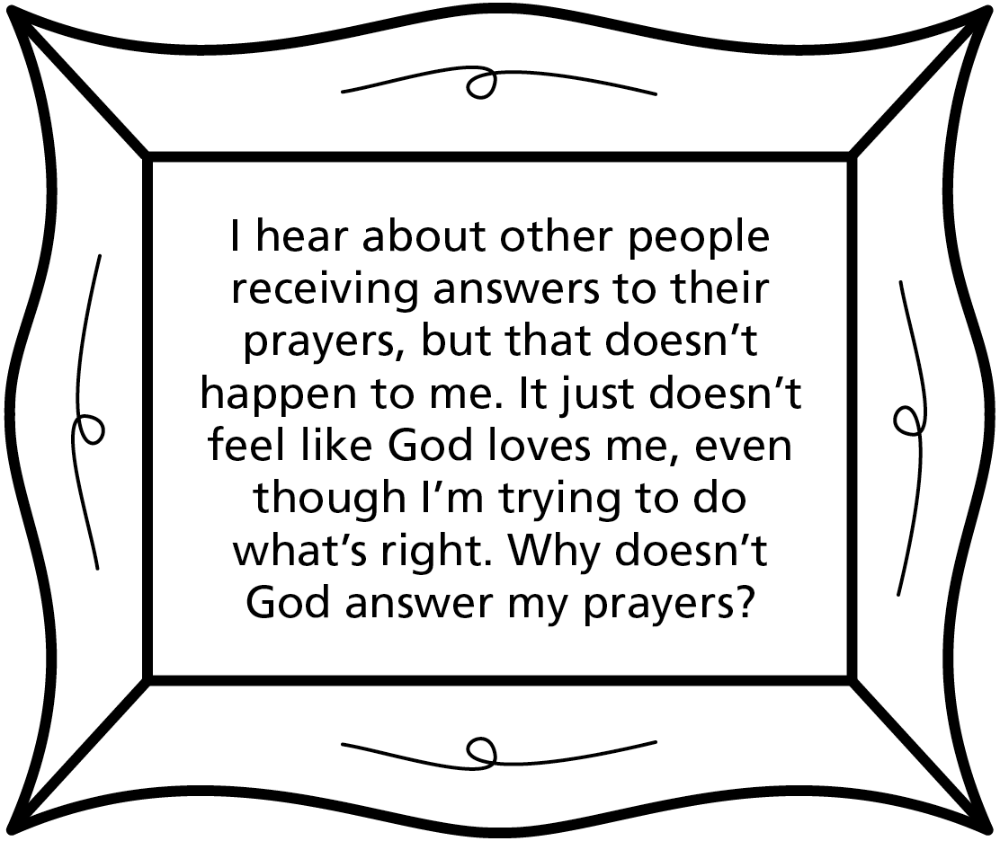 I hear about other people
receiving answers to their
prayers, but that doesn’t
happen to me. It just doesn’t
feel like God loves me, even
though I’m trying to do
what’s right. Why doesn’t
God answer my prayers?